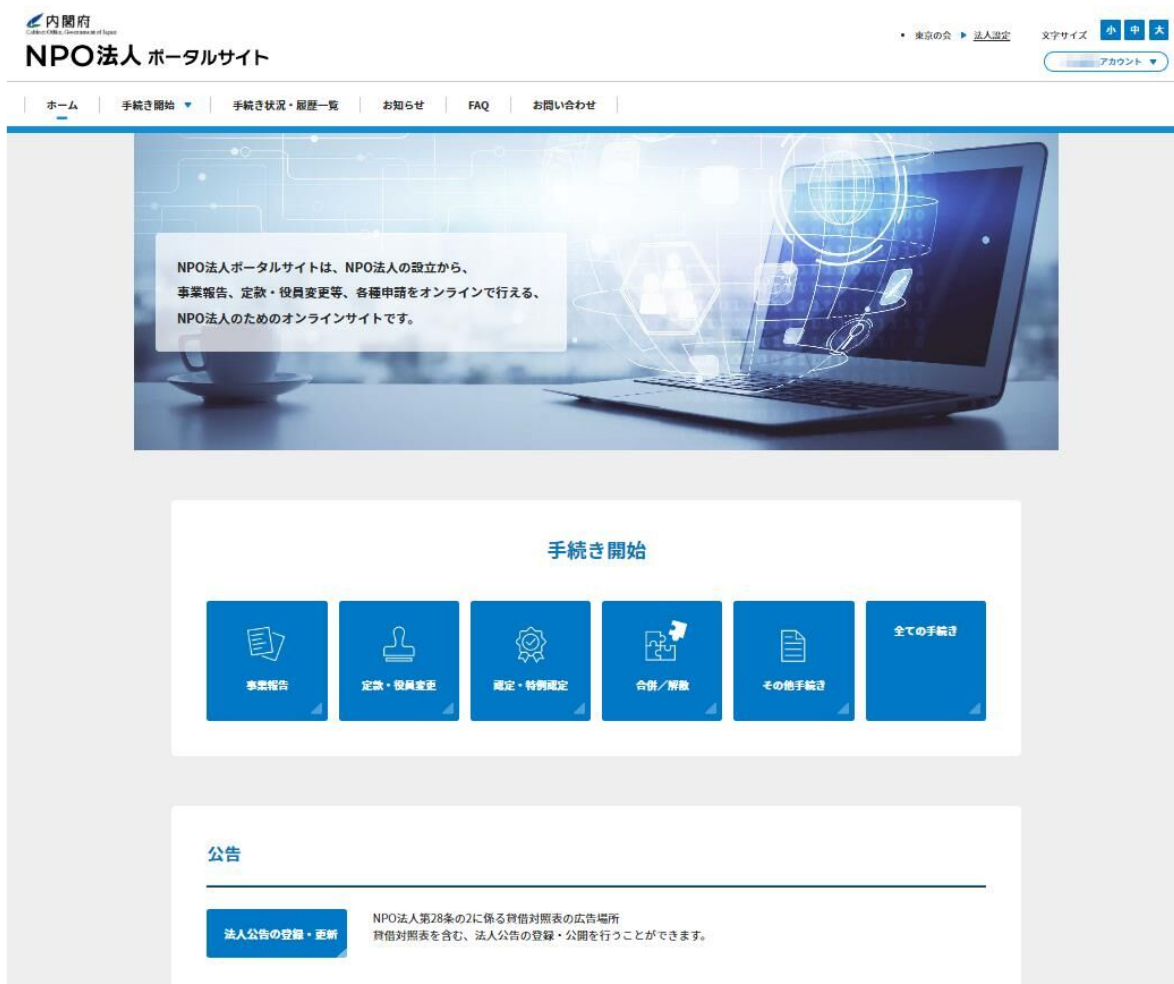 内閣府
Cabinet Office, Government of Japan
NPO法人 ポータルサイト
• 東京の会 ▶ 法人設定
文字サイズ 小 中 大
アカウント ▼
ホーム
手続き開始 ▼
手続き状況・履歴一覧
お知らせ
FAQ
お問い合わせ
NPO法人ポータルサイトは、NPO法人の設立から、
事業報告、定款・役員変更等、各種申請をオンラインで行える、
NPO法人のためのオンラインサイトです。
手続き開始
事業報告
定款・役員変更
認定・特例認定
合併／解散
その他手続き
全ての手続き
公告
法人公告の登録・更新
NPO法人第28条の2に係る貸借対照表の広告場所
貸借対照表を含む、法人公告の登録・公開を行うことができます。